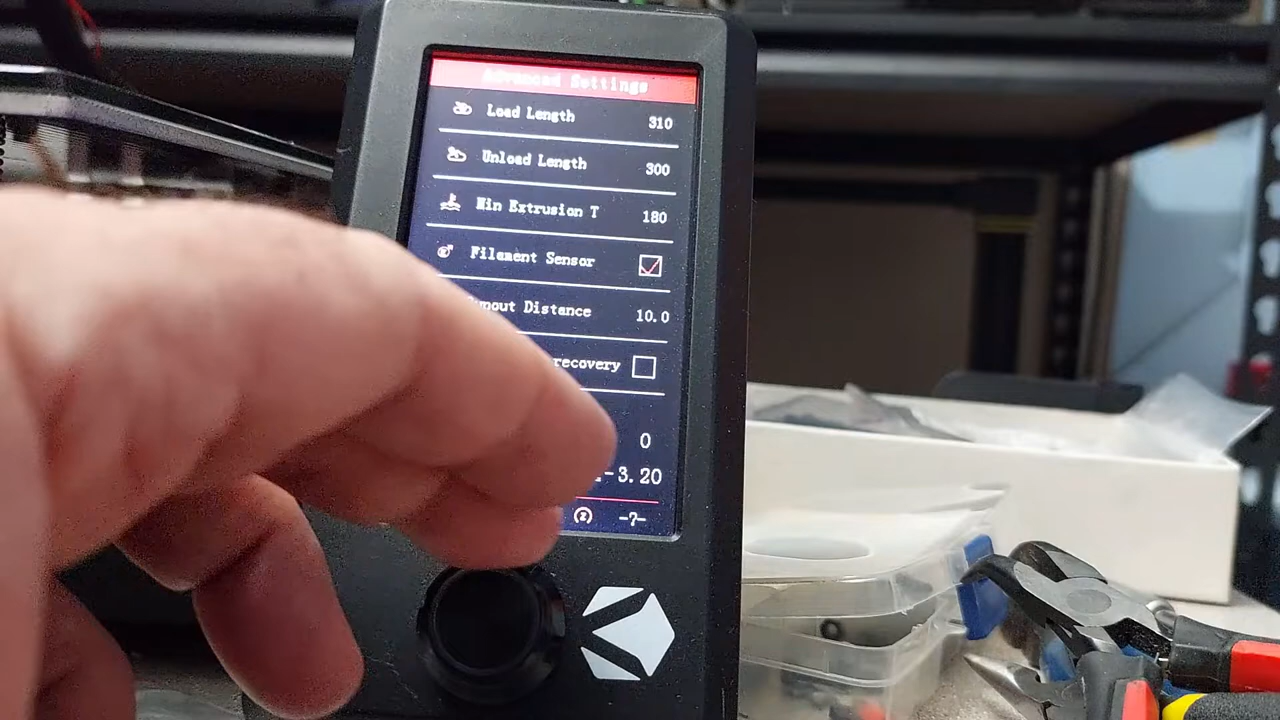 Advanced Settings
Load Length 310
Unload Length 300
Min Extrusion T 180
Filament Sensor
Distance 10.0
recovery
0
-3.20
-?-